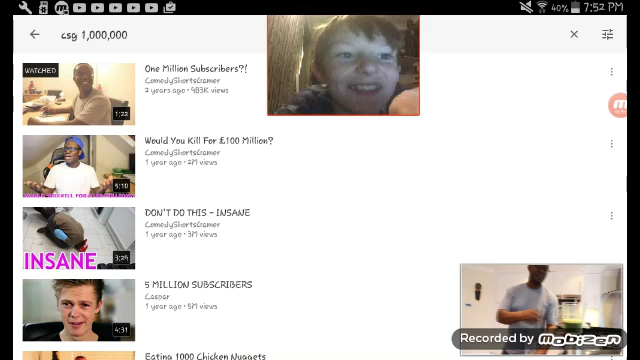 40% 7:52 PM
csg 1,000,000
WATCHED
1:22
One Million Subscribers?!
ComedyShortsGamer
2 years ago • 983K views
5:10
Would You Kill For £100 Million?
ComedyShortsGamer
1 year ago • 2M views
INSANE
3:25
DON'T DO THIS - INSANE
ComedyShortsGamer
1 year ago • 3M views
4:31
5 MILLION SUBSCRIBERS
Caspar
1 year ago • 5M views
Eating 1000 Chicken Nuggets
Recorded by mobizen